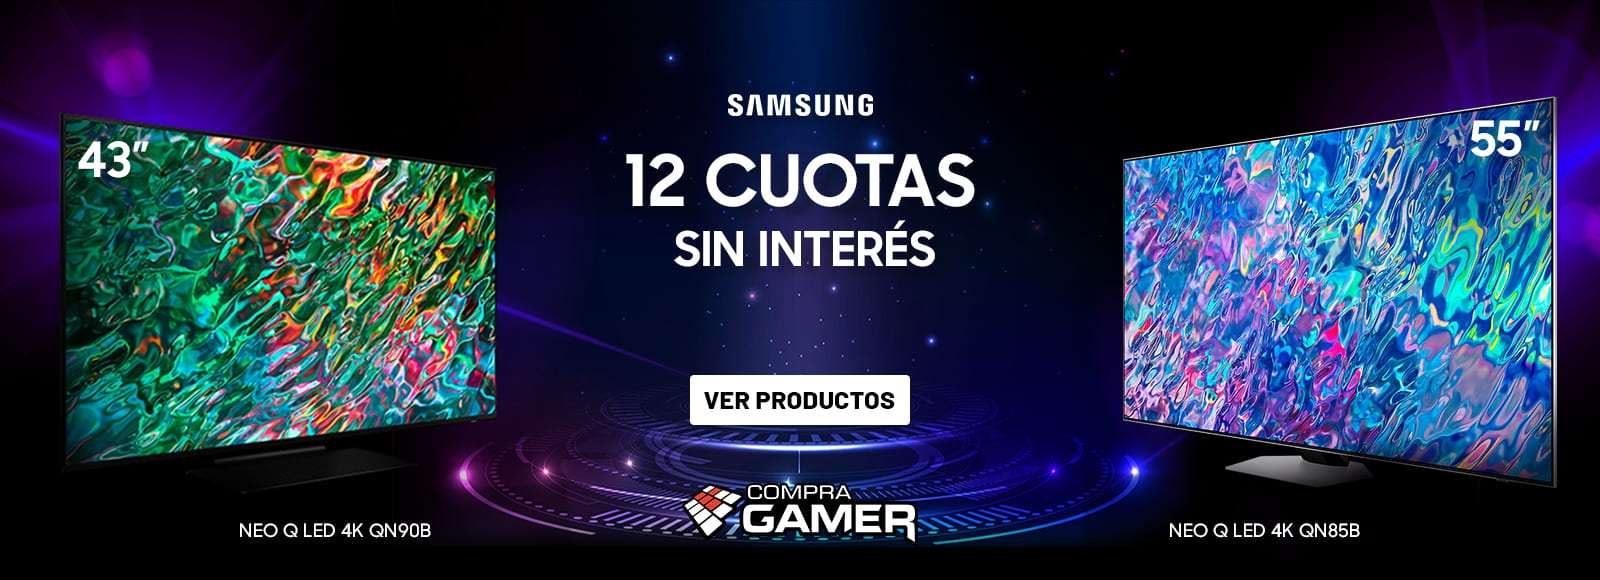 SAMSUNG
12 CUOTAS
SIN INTERÉS
43"
55"
VER PRODUCTOS
COMPRA
GAMER
NEO Q LED 4K QN90B
NEO Q LED 4K QN85B